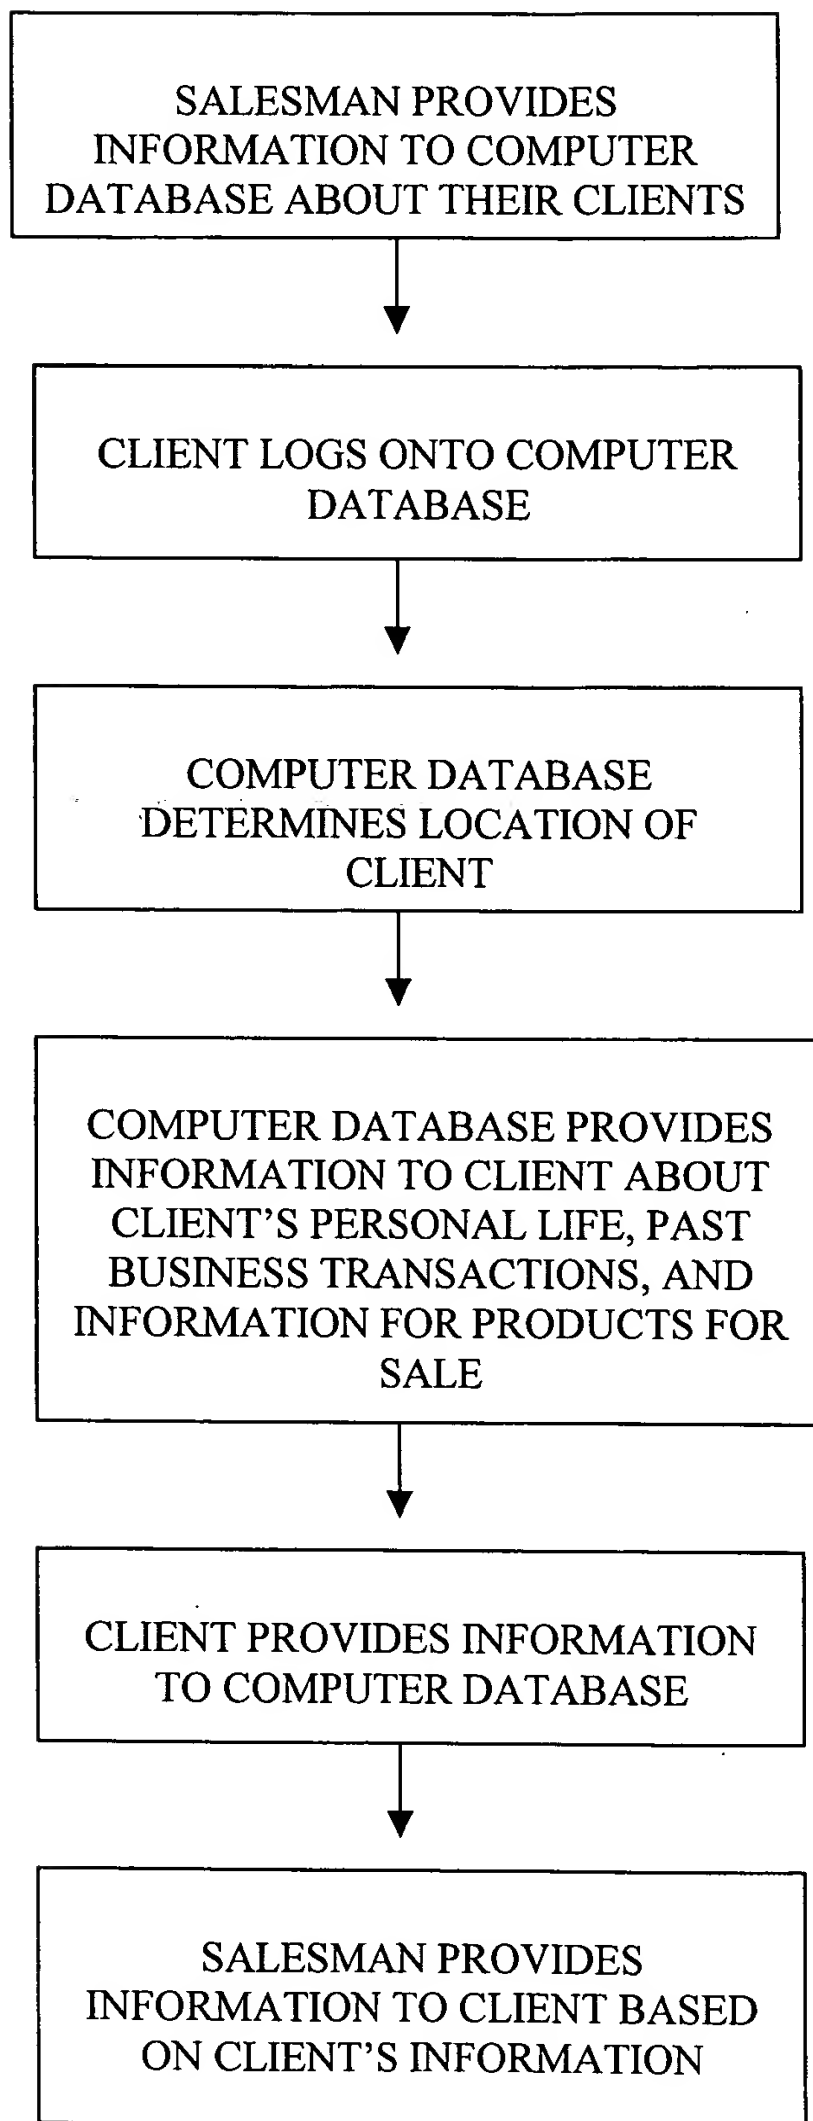 SALESMAN PROVIDES
INFORMATION TO COMPUTER
DATABASE ABOUT THEIR CLIENTS
CLIENT LOGS ONTO COMPUTER
DATABASE
COMPUTER DATABASE
DETERMINES LOCATION OF
CLIENT
COMPUTER DATABASE PROVIDES
INFORMATION TO CLIENT ABOUT
CLIENT'S PERSONAL LIFE, PAST
BUSINESS TRANSACTIONS, AND
INFORMATION FOR PRODUCTS FOR
SALE
CLIENT PROVIDES INFORMATION
TO COMPUTER DATABASE
SALESMAN PROVIDES
INFORMATION TO CLIENT BASED
ON CLIENT'S INFORMATION